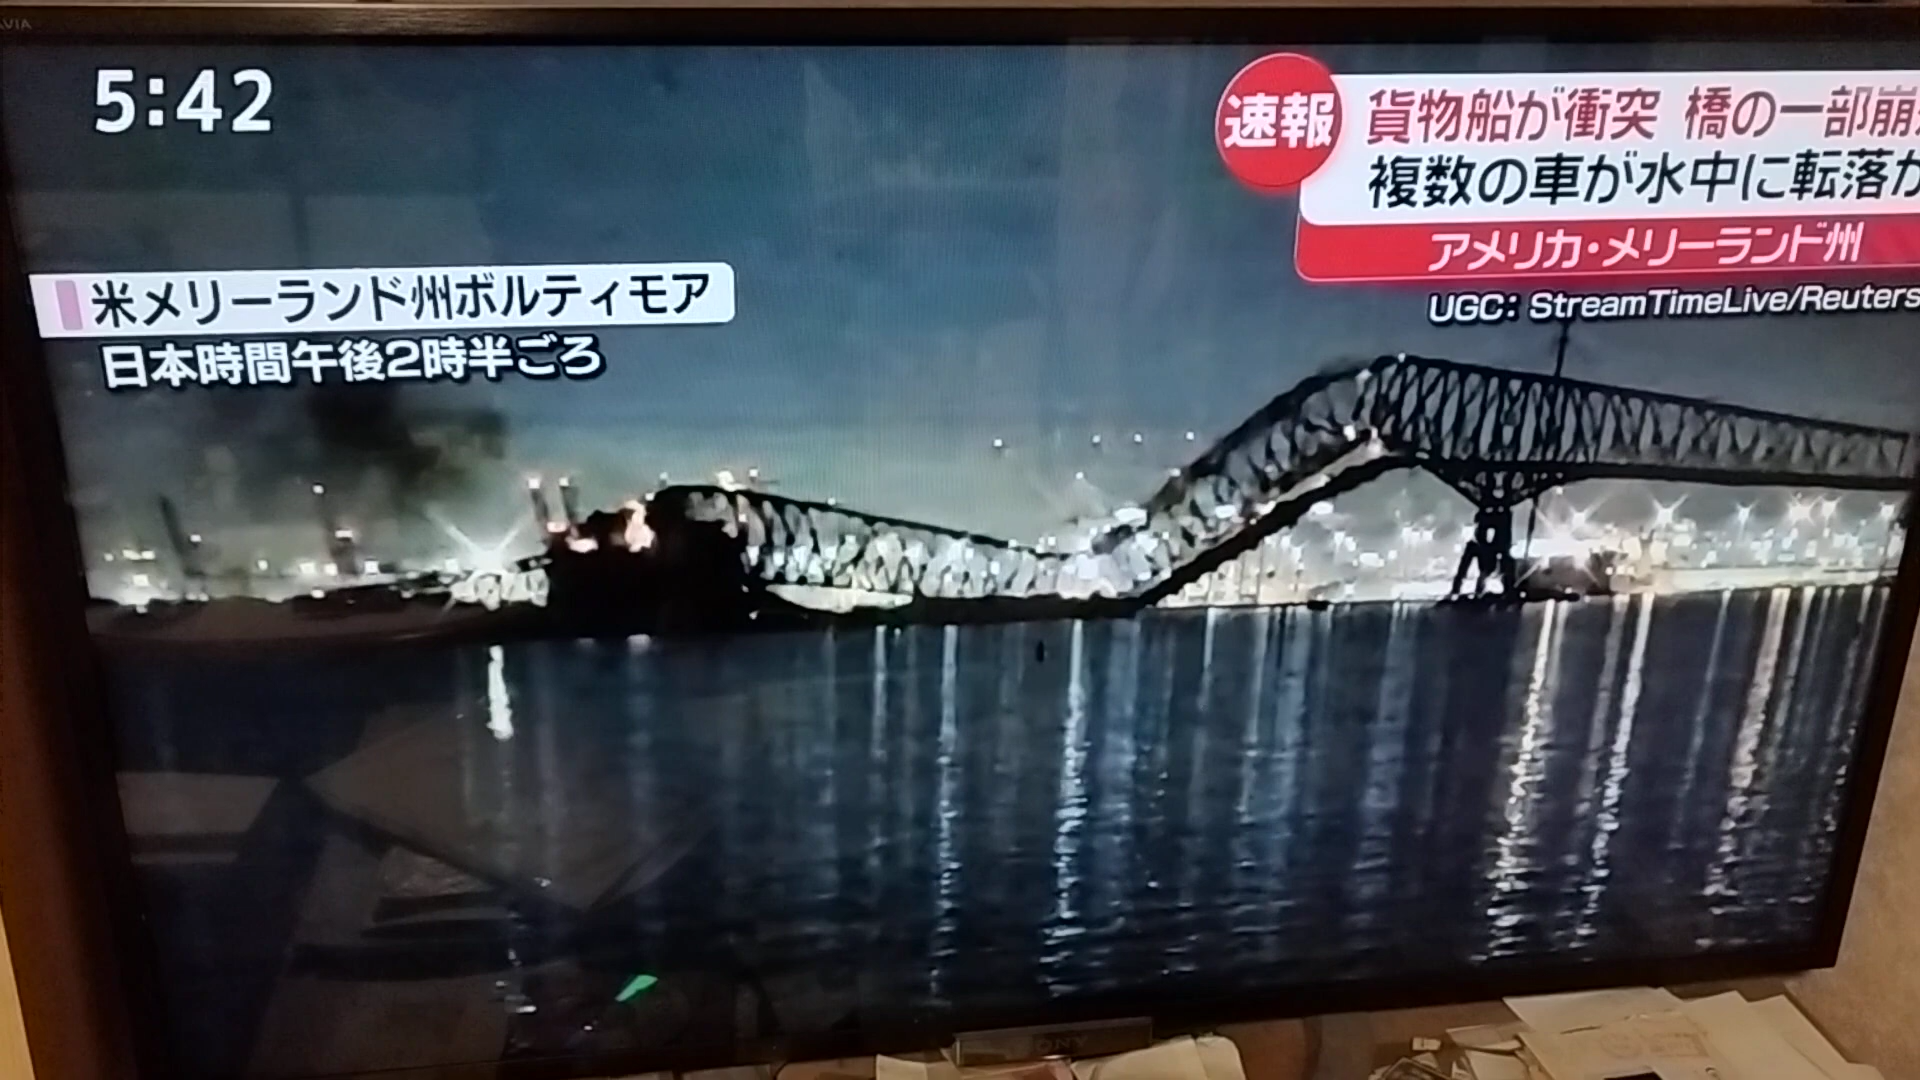 5:42
速報
貨物船が衝突 橋の一部崩
複数の車が水中に転落か
アメリカ・メリーランド州
UGC: StreamTimeLive/Reuters
米メリーランド州ボルティモア
日本時間午後2時半ごろ
SONY